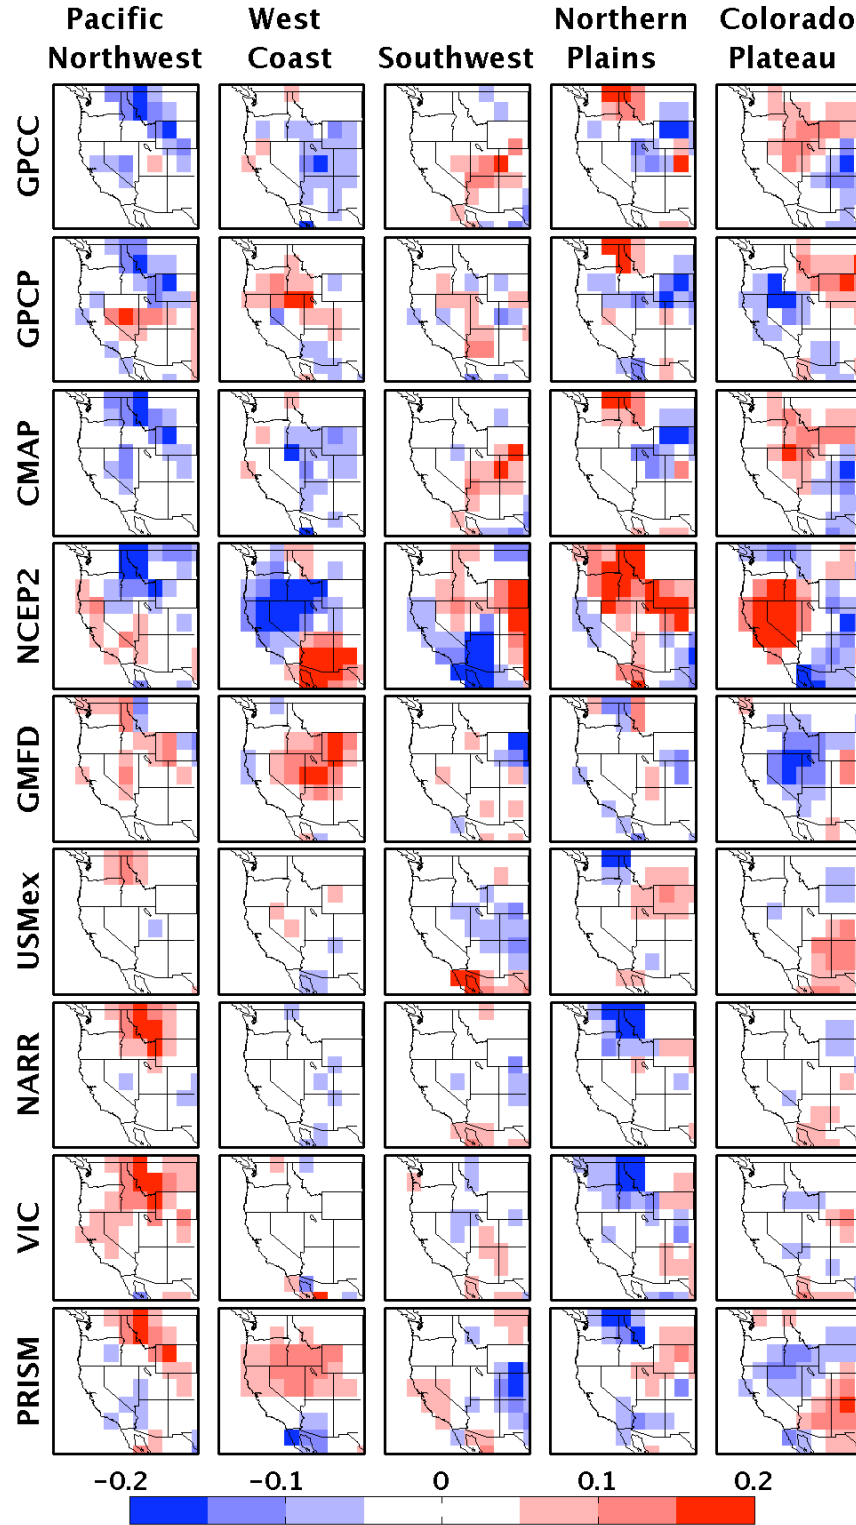 Pacific West Northern Colorado
Northwest Coast Southwest Plains Plateau
GPCC
GPCP
CMAP
NCEP2
GMFD
USMex
NARR
VIC
PRISM
−0.2 −0.1 0 0.1 0.2